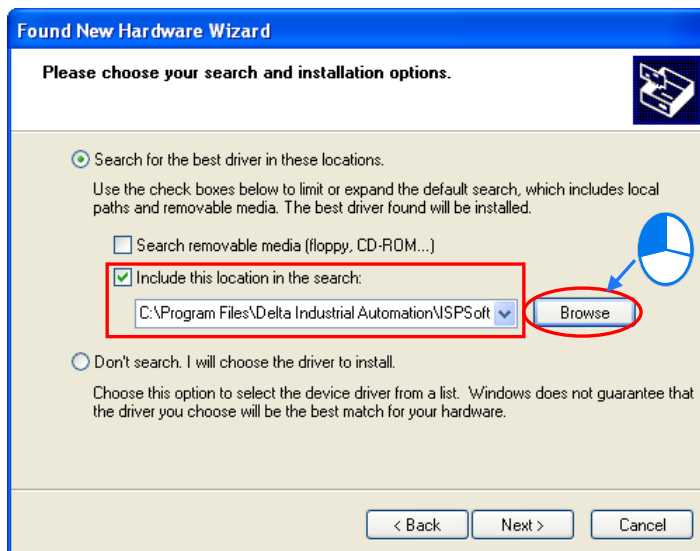 Found New Hardware Wizard
Please choose your search and installation options.
Search for the best driver in these locations.
Use the check boxes below to limit or expand the default search, which includes local
paths and removable media. The best driver found will be installed.
Search removable media (floppy, CD-ROM...)
Include this location in the search:
C:\Program Files\Delta Industrial Automation\ISPSoft
Browse
Don't search. I will choose the driver to install.
Choose this option to select the device driver from a list. Windows does not guarantee that
the driver you choose will be the best match for your hardware.
< Back Next > Cancel